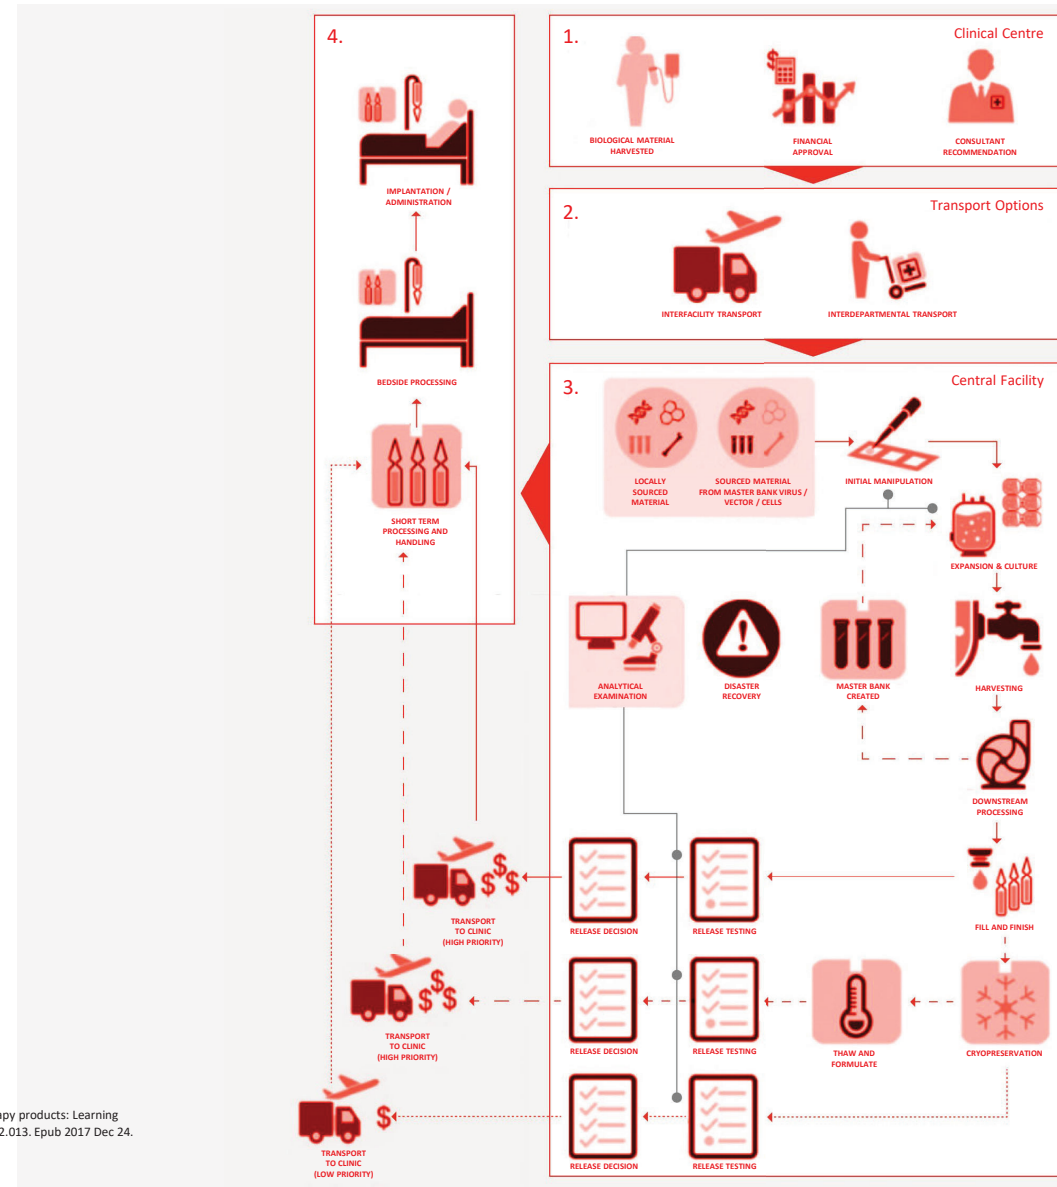 4.
IMPLANTATION /
ADMINISTRATION
BEDSIDE PROCESSING
SHORT TERM
PROCESSING AND
HANDLING
1.
Clinical Centre
$
BIOLOGICAL MATERIAL
HARVESTED
FINANCIAL
APPROVAL
CONSULTANT
RECOMMENDATION
2.
Transport Options
INTERFACILITY TRANSPORT
INTERDEPARTMENTAL TRANSPORT
3.
Central Facility
LOCALLY
SOURCED
MATERIAL
SOURCED MATERIAL
FROM MASTER BANK VIRUS /
VECTOR / CELLS
INITIAL MANIPULATION
EXPANSION & CULTURE
ANALYTICAL
EXAMINATION
DISASTER
RECOVERY
MASTER BANK
CREATED
HARVESTING
DOWNSTREAM
PROCESSING
$$$
TRANSPORT
TO CLINIC
(HIGH PRIORITY)
RELEASE DECISION
RELEASE TESTING
FILL AND FINISH
$$$
TRANSPORT
TO CLINIC
(HIGH PRIORITY)
RELEASE DECISION
RELEASE TESTING
THAW AND
FORMULATE
CRYOPRESERVATION
$
TRANSPORT
TO CLINIC
(LOW PRIORITY)
RELEASE DECISION
RELEASE TESTING
apy products: Learning
2.013. Epub 2017 Dec 24.